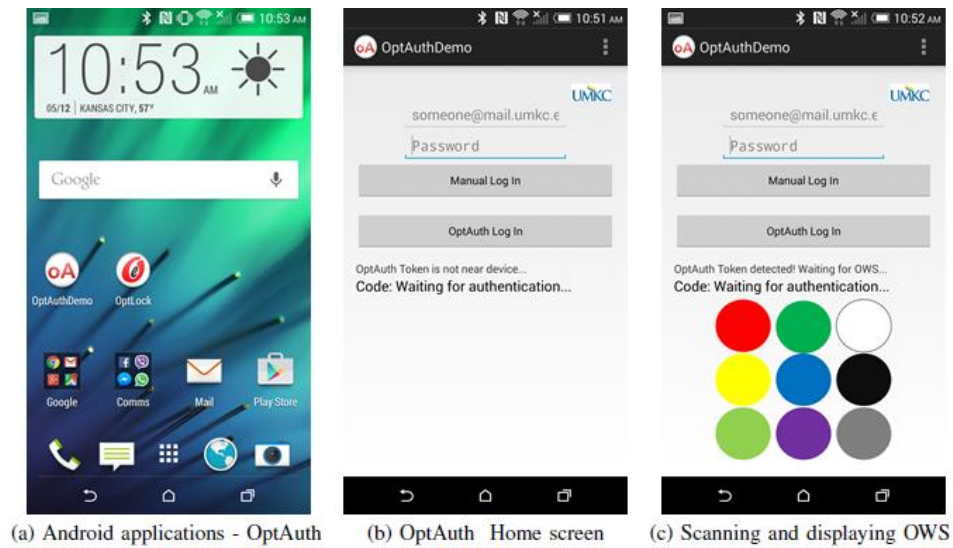 10:53 AM
10:53 AM
05/12 | KANSAS CITY, 57°
Google
oA
OptAuthDemo
OptLock
Google
Comms
Mail
Play Store
(a) Android applications - OptAuth
10:51 AM
oA OptAuthDemo
UMKC
someone@mail.umkc.e
Password
Manual Log In
OptAuth Log In
OptAuth Token is not near device...
Code: Waiting for authentication...
(b) OptAuth Home screen
10:52 AM
oA OptAuthDemo
UMKC
someone@mail.umkc.e
Password
Manual Log In
OptAuth Log In
OptAuth Token detected! Waiting for OWS...
Code: Waiting for authentication...
(c) Scanning and displaying OWS